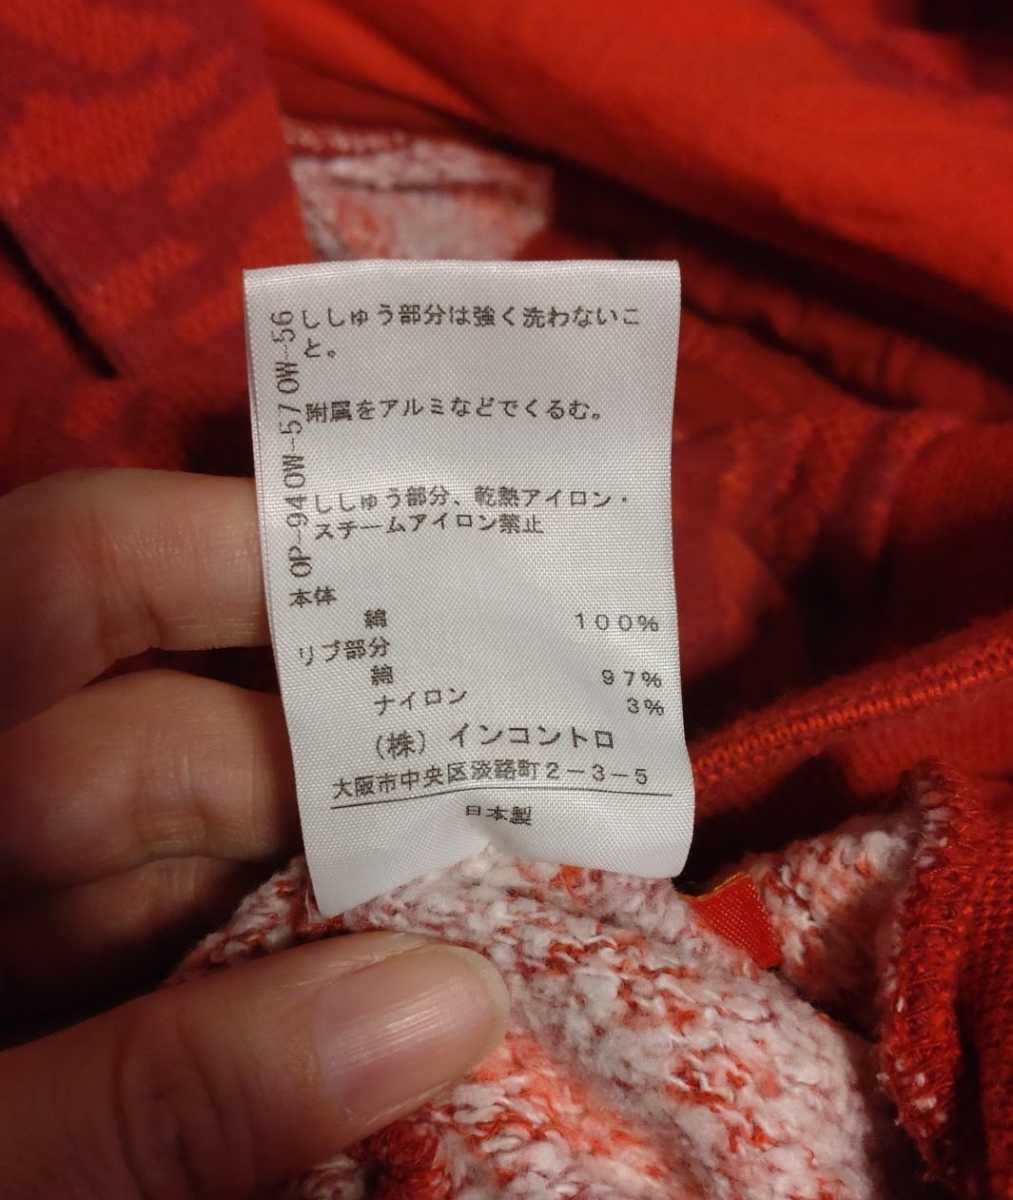 ししゅう部分は強く洗わないこ
と。
附属をアルミなどでくるむ。
ししゅう部分、乾熱アイロン・
スチームアイロン禁止
本体
綿 100%
リブ部分
綿 97%
ナイロン 3%
(株)インコントロ
大阪市中央区淡路町2-3-5
日本製
OP-94OW-57OW-56